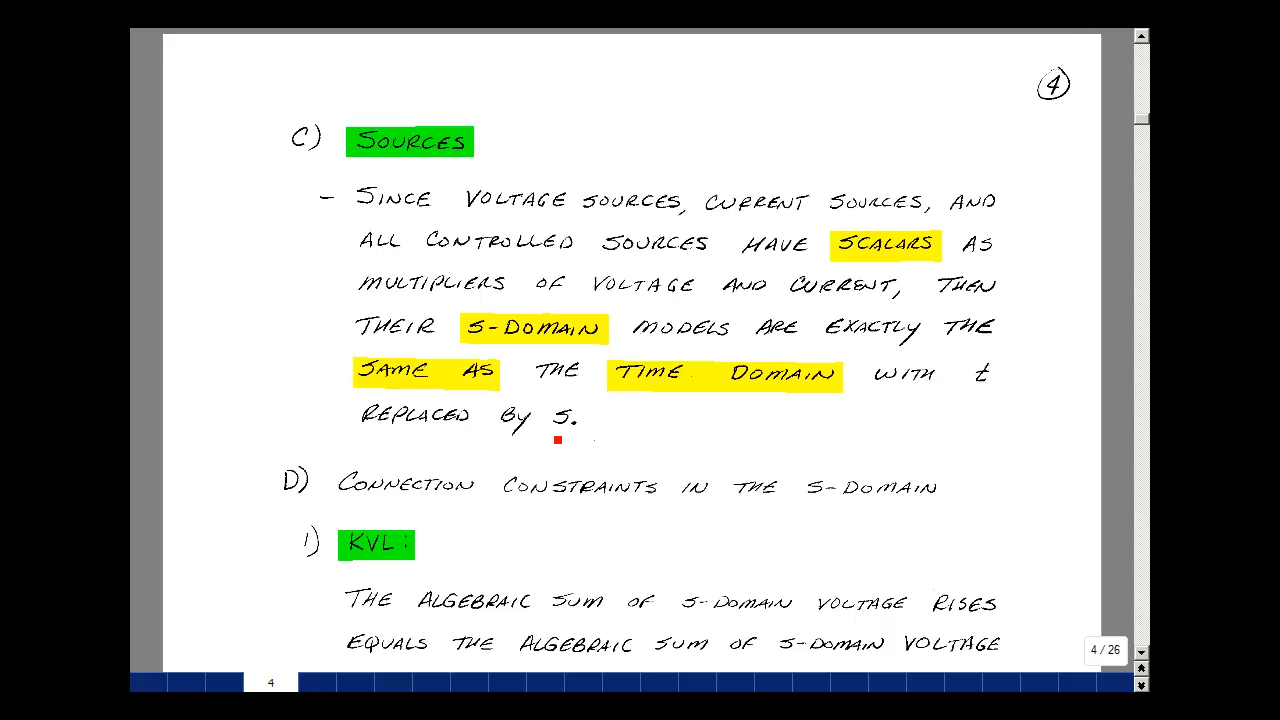 4
C) SOURCES
- SINCE VOLTAGE SOURCES, CURRENT SOURCES, AND
ALL CONTROLLED SOURCES HAVE SCALARS AS
MULTIPLIERS OF VOLTAGE AND CURRENT, THEN
THEIR S-DOMAIN MODELS ARE EXACTLY THE
SAME AS THE TIME DOMAIN WITH t
REPLACED BY S.
D) CONNECTION CONSTRAINTS IN THE S-DOMAIN
1) KVL:
THE ALGEBRAIC SUM OF S-DOMAIN VOLTAGE RISES
EQUALS THE ALGEBRAIC SUM OF S-DOMAIN VOLTAGE
4 / 26
4